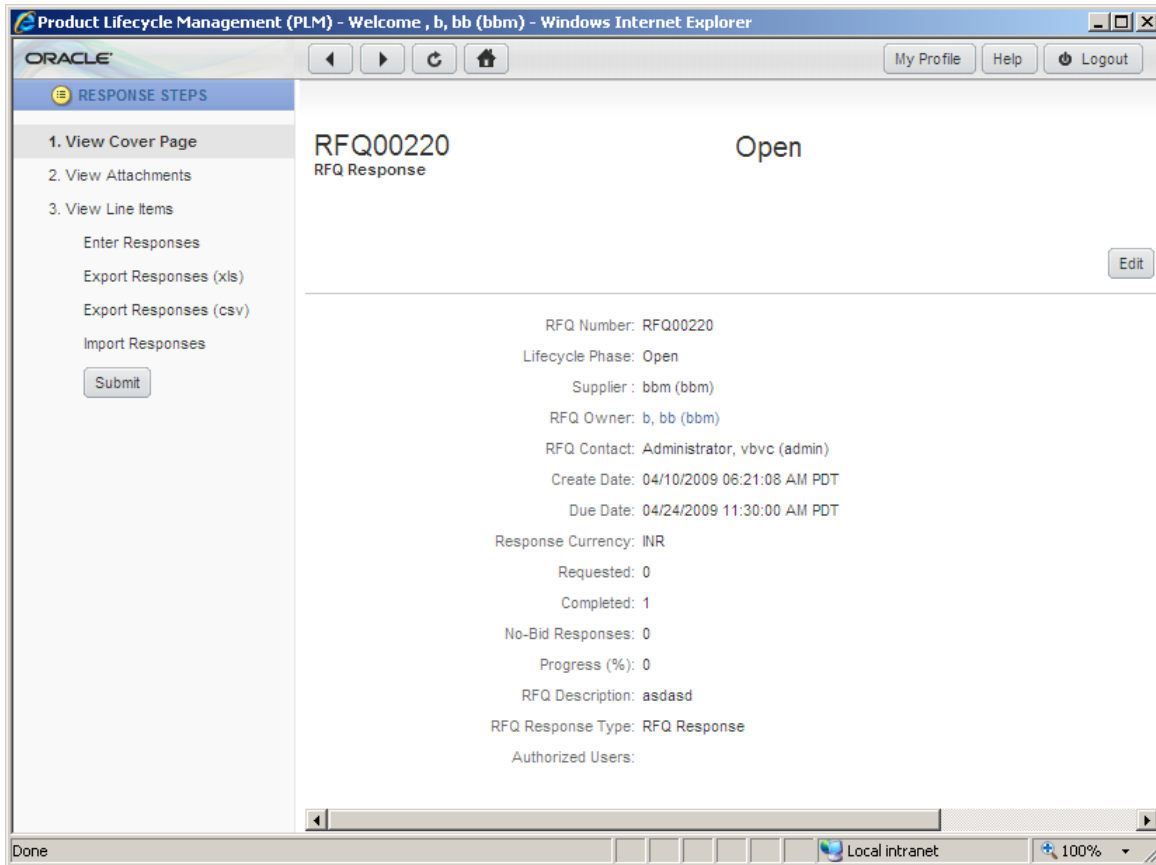 Product Lifecycle Management (PLM) - Welcome , b, bb (bbm) - Windows Internet Explorer
ORACLE
My Profile Help Logout
RESPONSE STEPS
1. View Cover Page
2. View Attachments
3. View Line Items
Enter Responses
Export Responses (xls)
Export Responses (csv)
Import Responses
Submit
RFQ00220 Open
RFQ Response
Edit
RFQ Number: RFQ00220
Lifecycle Phase: Open
Supplier : bbm (bbm)
RFQ Owner: b, bb (bbm)
RFQ Contact: Administrator, vbvc (admin)
Create Date: 04/10/2009 06:21:08 AM PDT
Due Date: 04/24/2009 11:30:00 AM PDT
Response Currency: INR
Requested: 0
Completed: 1
No-Bid Responses: 0
Progress (%): 0
RFQ Description: asdasd
RFQ Response Type: RFQ Response
Authorized Users:
Done Local intranet 100%